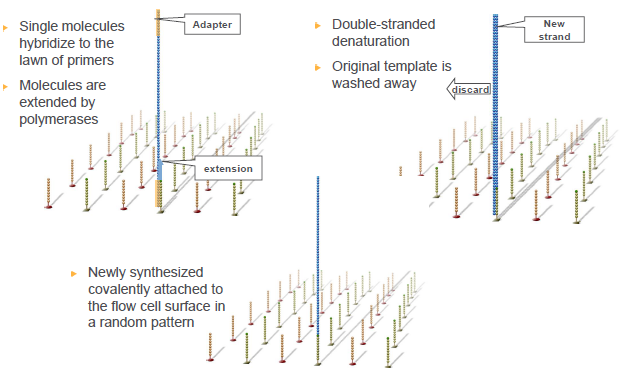 Single molecules
hybridize to the
lawn of primers
Molecules are
extended by
polymerases
Adapter
extension
Double-stranded
denaturation
Original template is
washed away
discard
New
strand
Newly synthesized
covalently attached to
the flow cell surface in
a random pattern